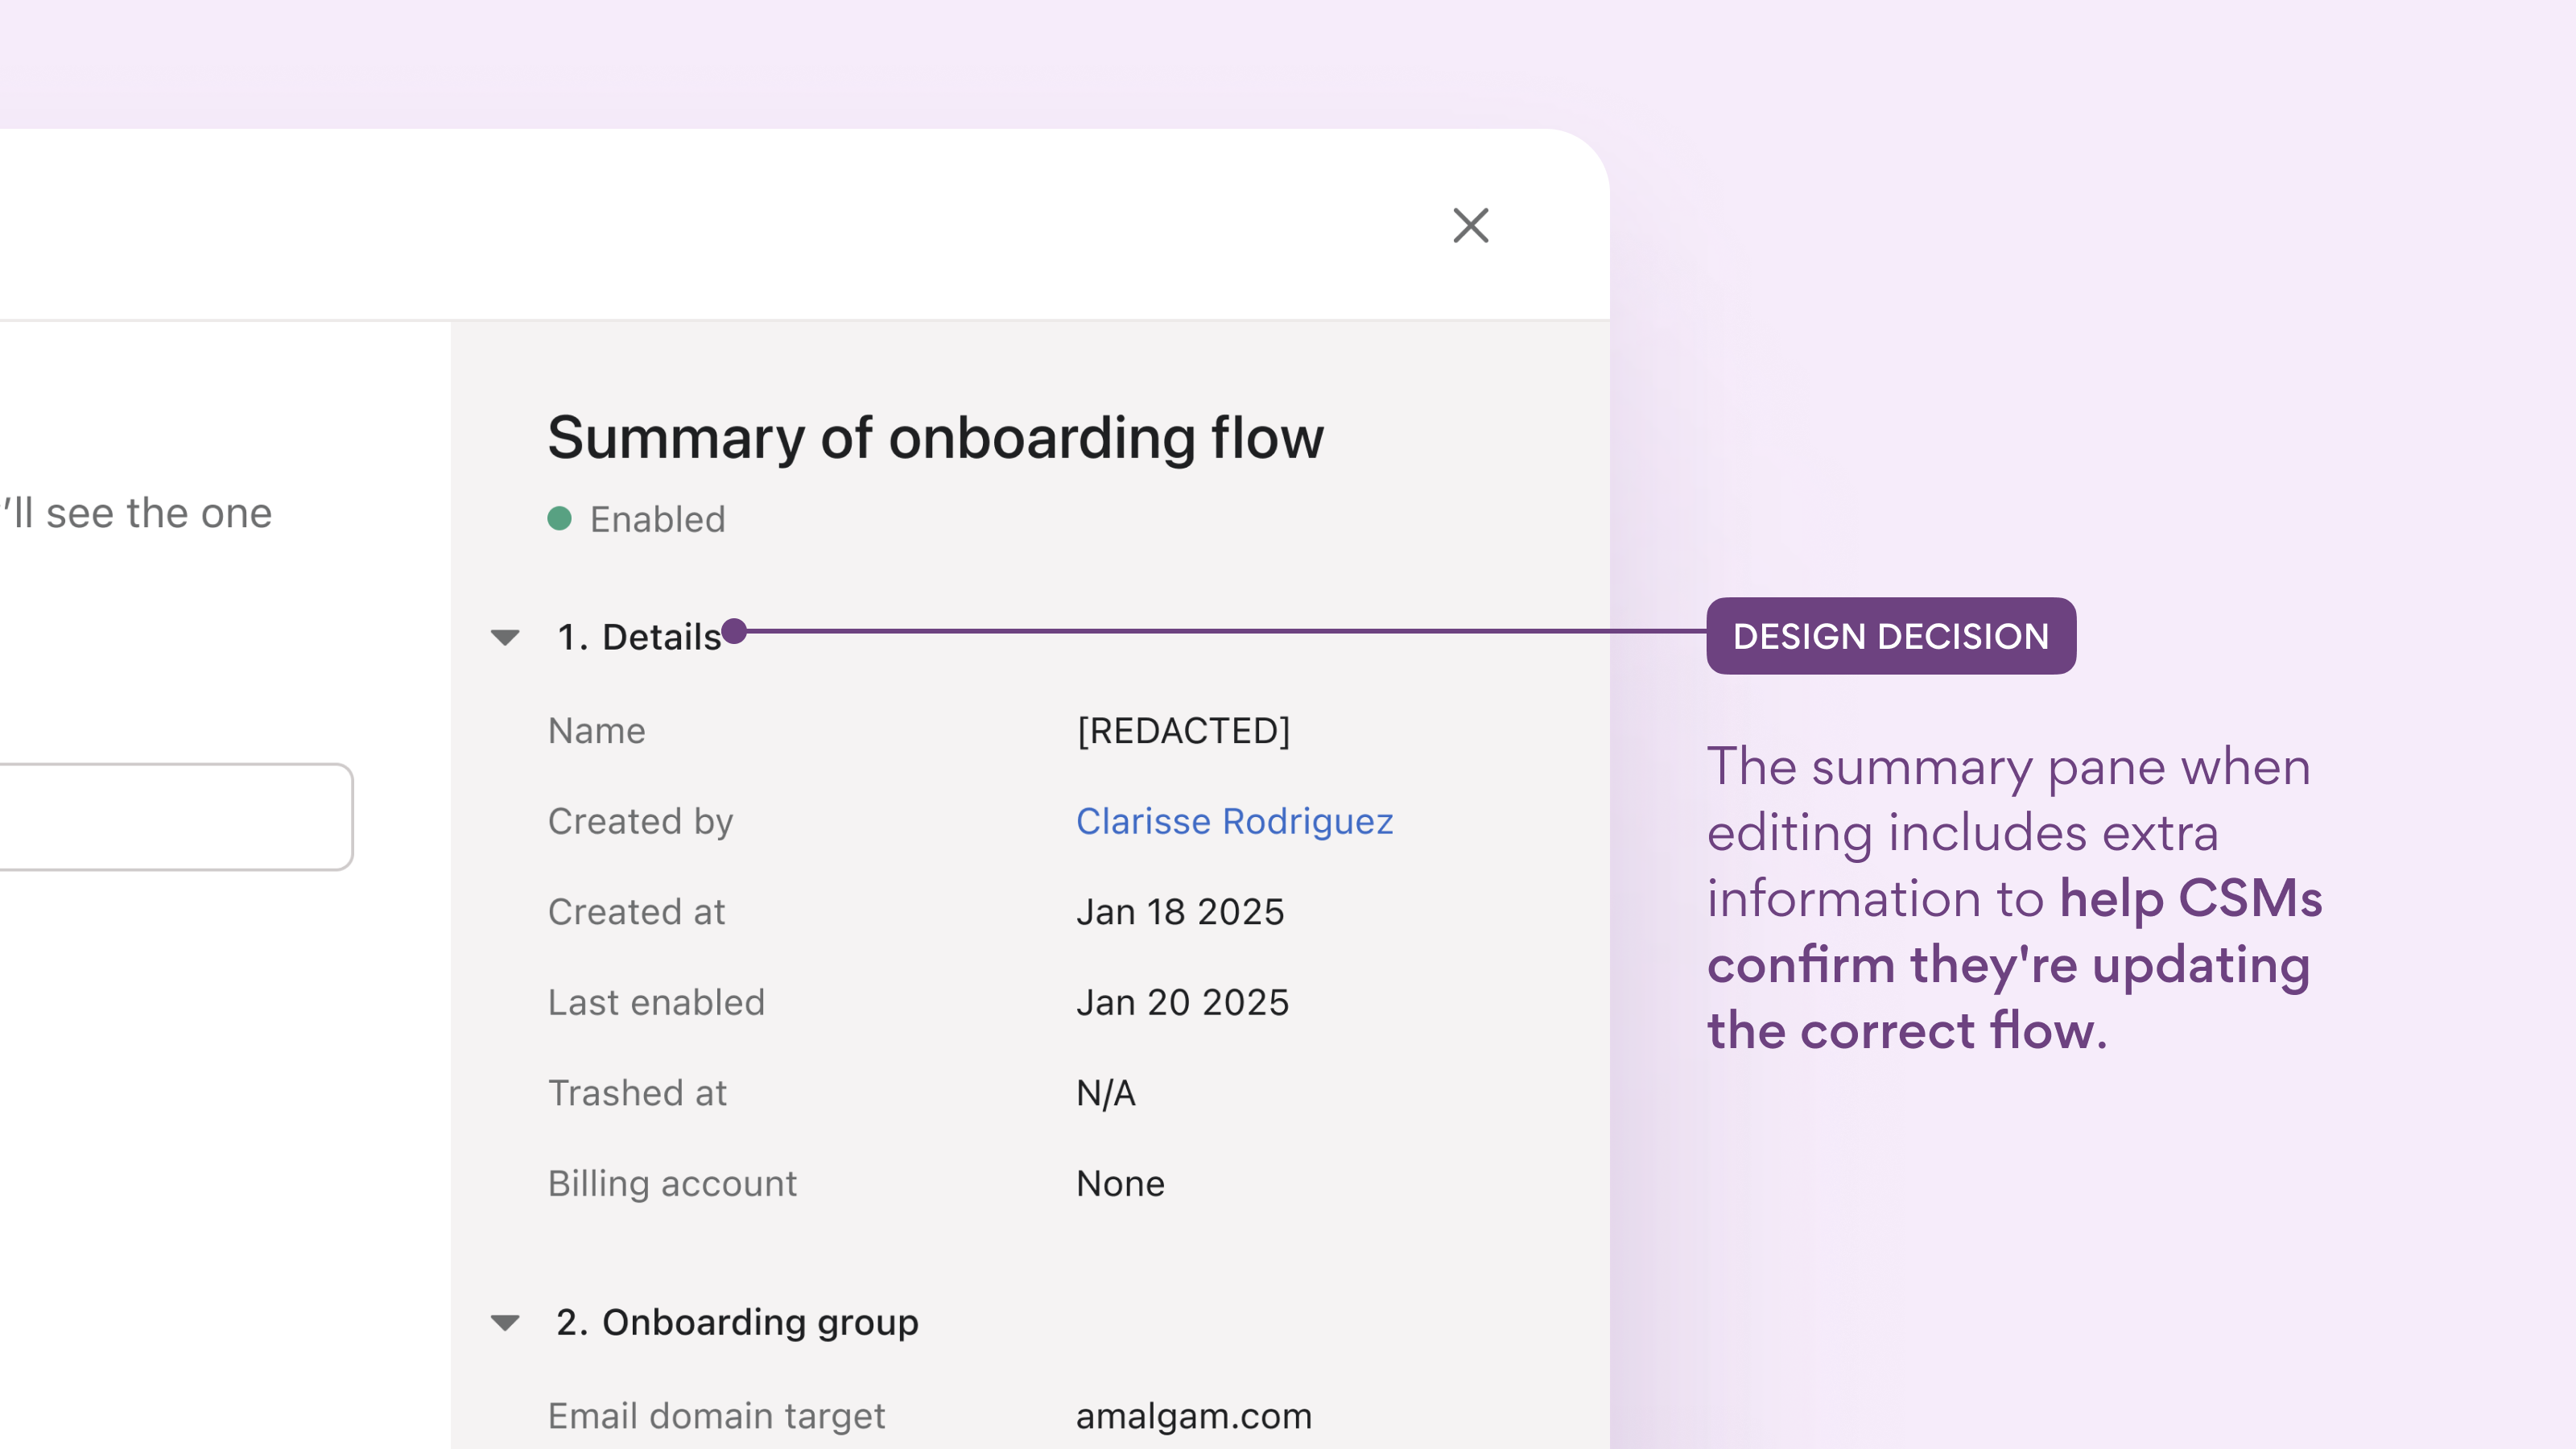 'll see the one
Summary of onboarding flow
Enabled
1. Details
Name [REDACTED]
Created by Clarisse Rodriguez
Created at Jan 18 2025
Last enabled Jan 20 2025
Trashed at N/A
Billing account None
2. Onboarding group
Email domain target amalgam.com
DESIGN DECISION
The summary pane when
editing includes extra
information to help CSMs
confirm they're updating
the correct flow.